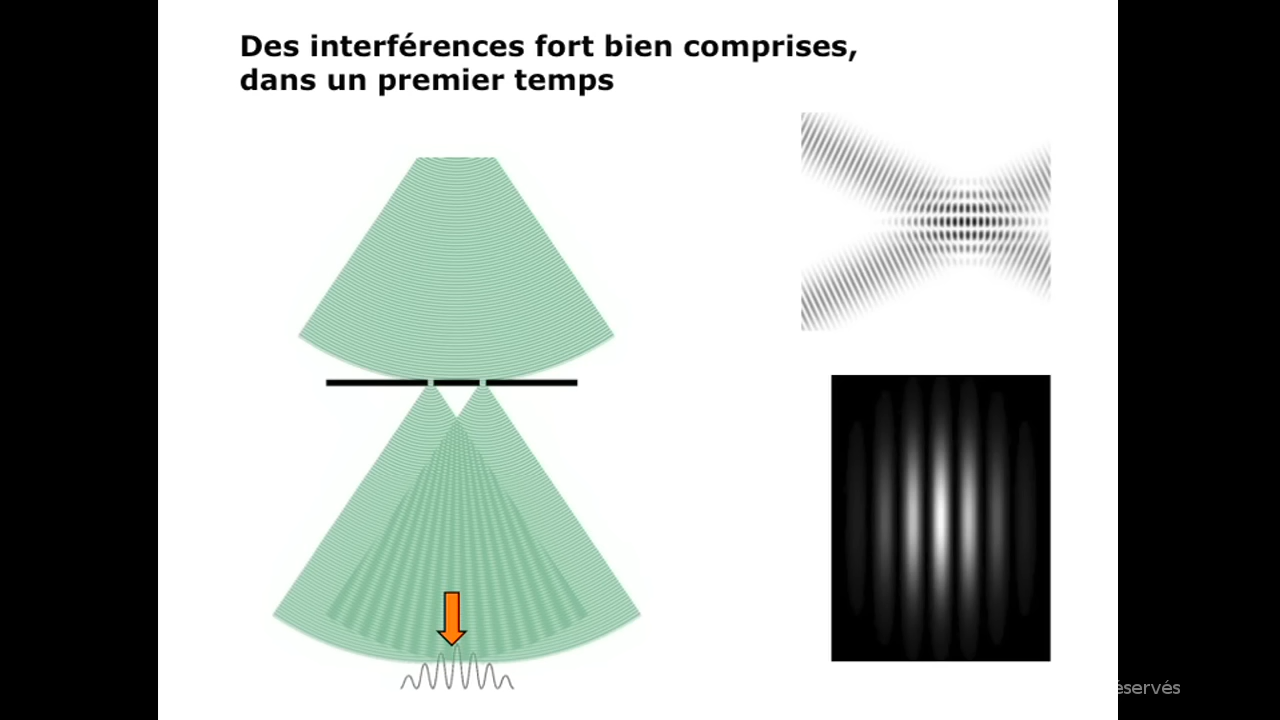 Des interférences fort bien comprises,
dans un premier temps
éservés